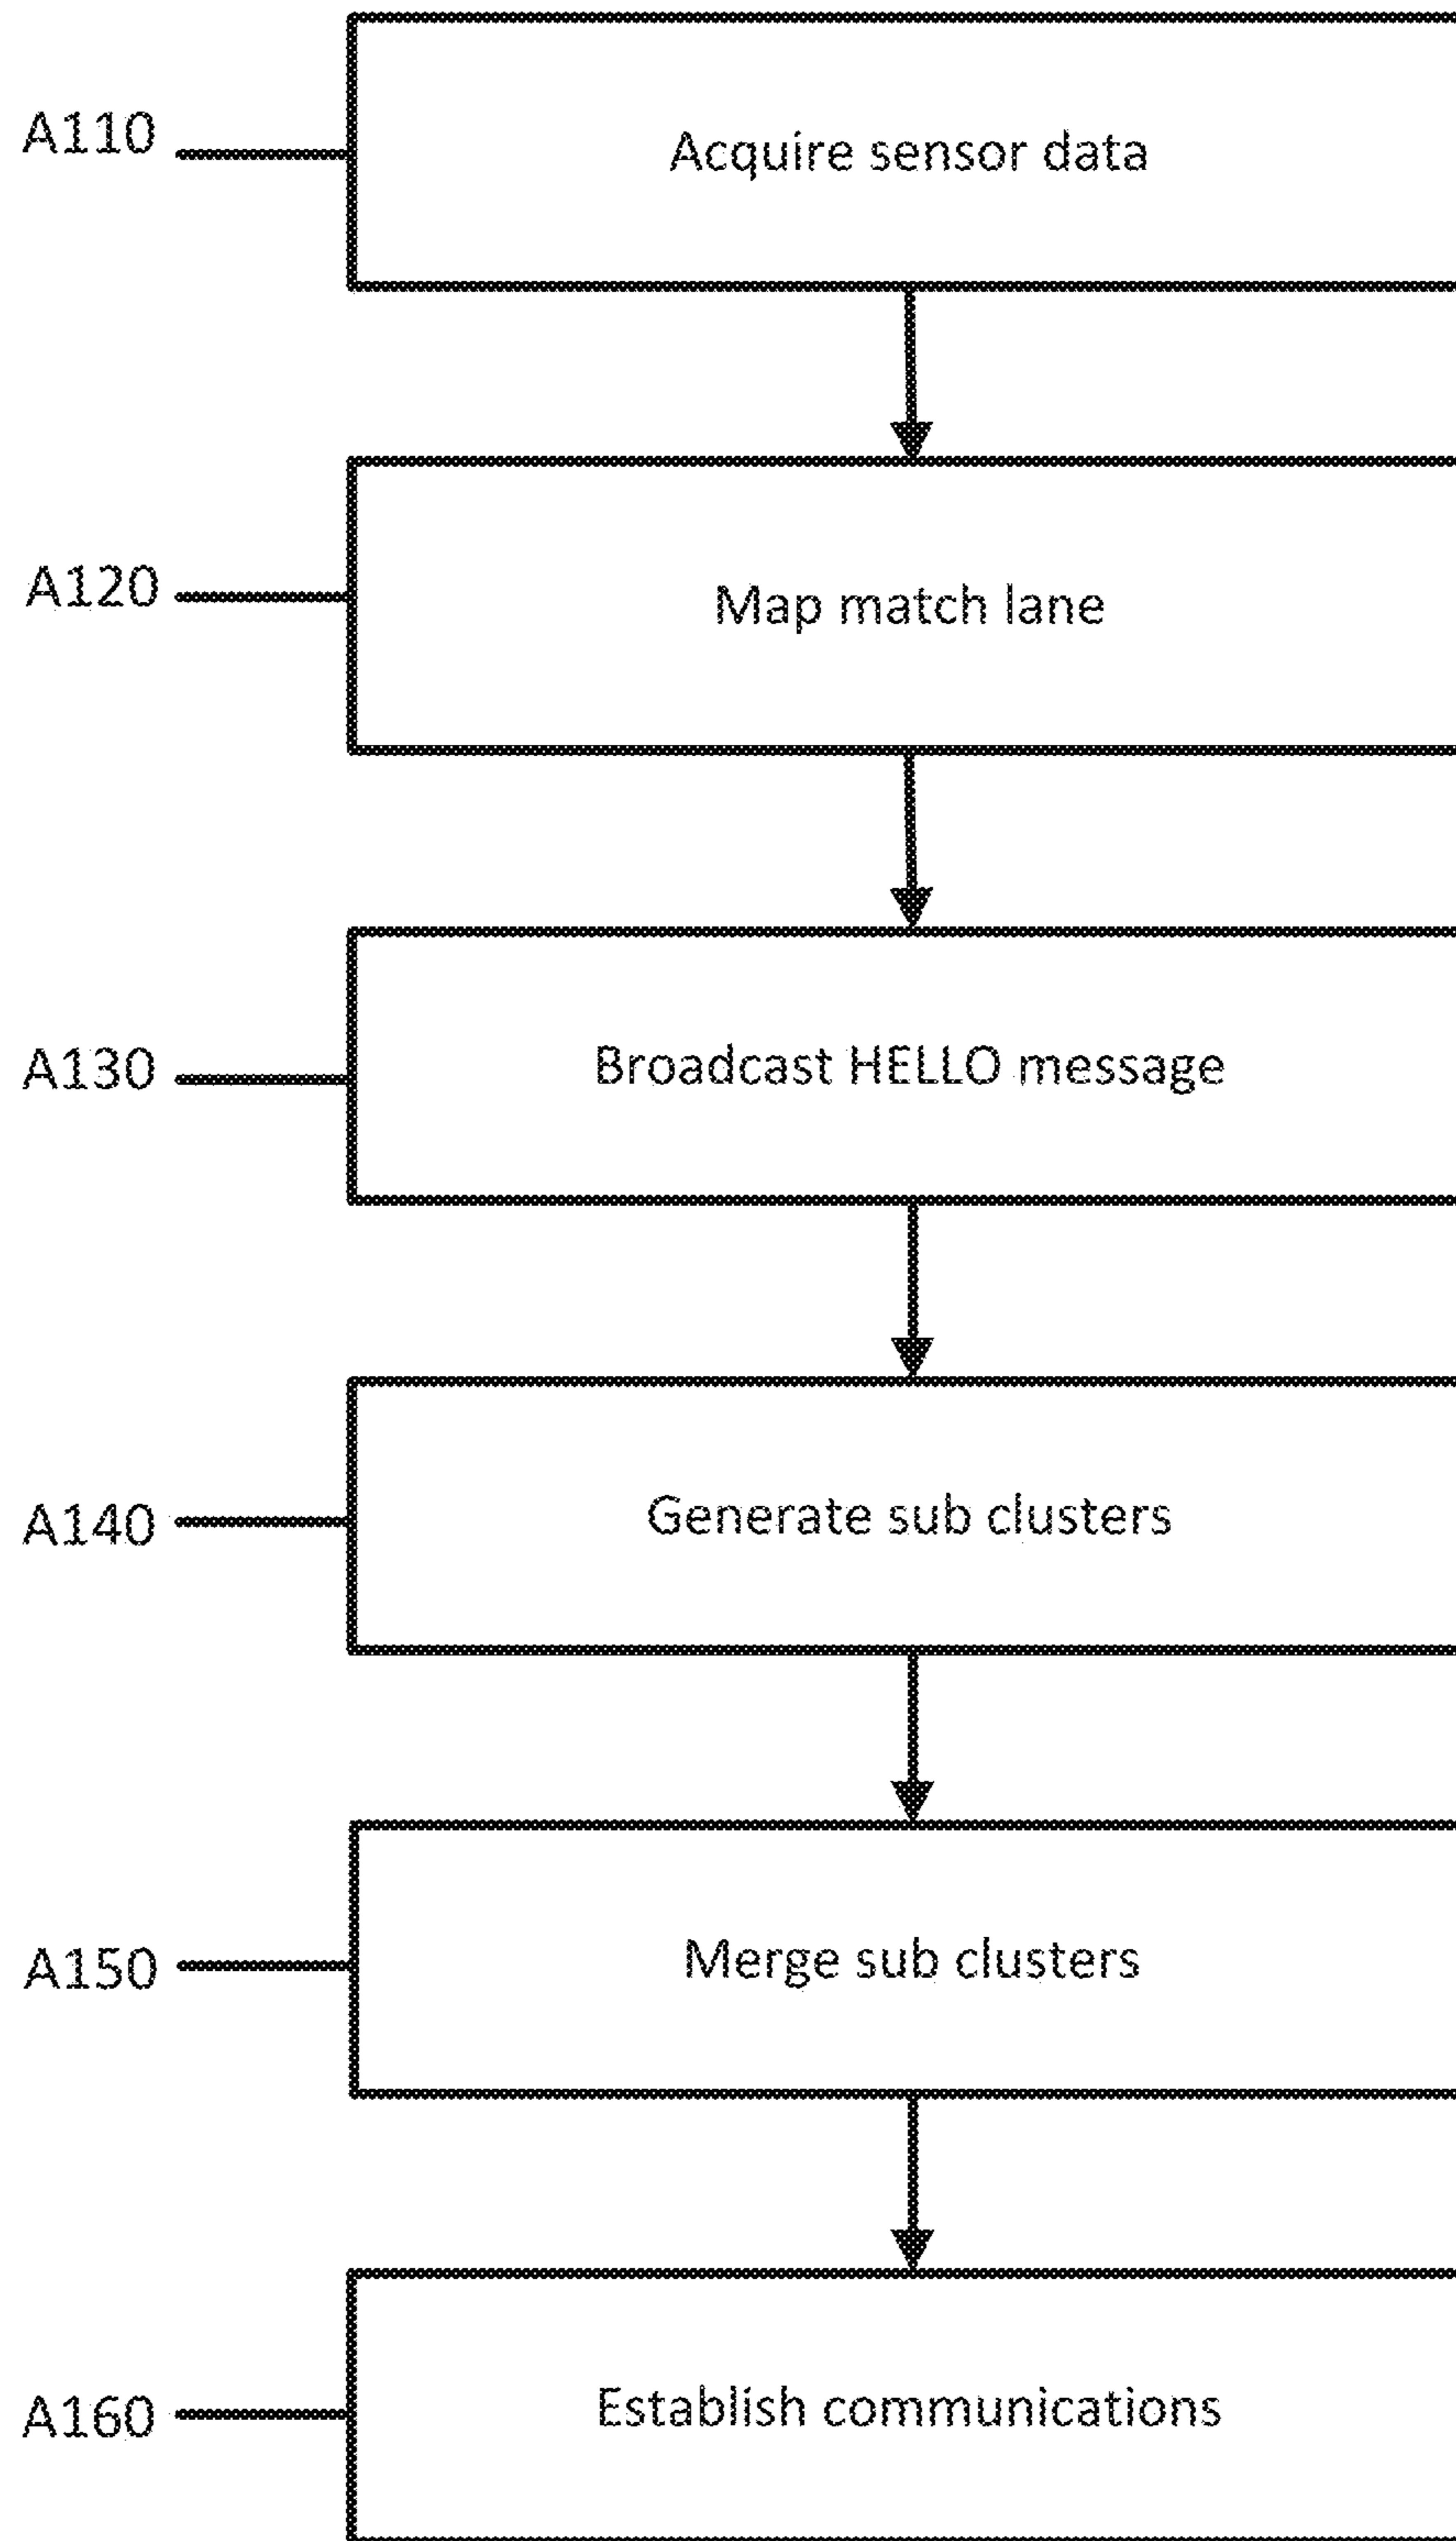 A110
Acquire sensor data
A120
Map match lane
A130
Broadcast HELLO message
A140
Generate sub clusters
A150
Merge sub clusters
A160
Establish communications